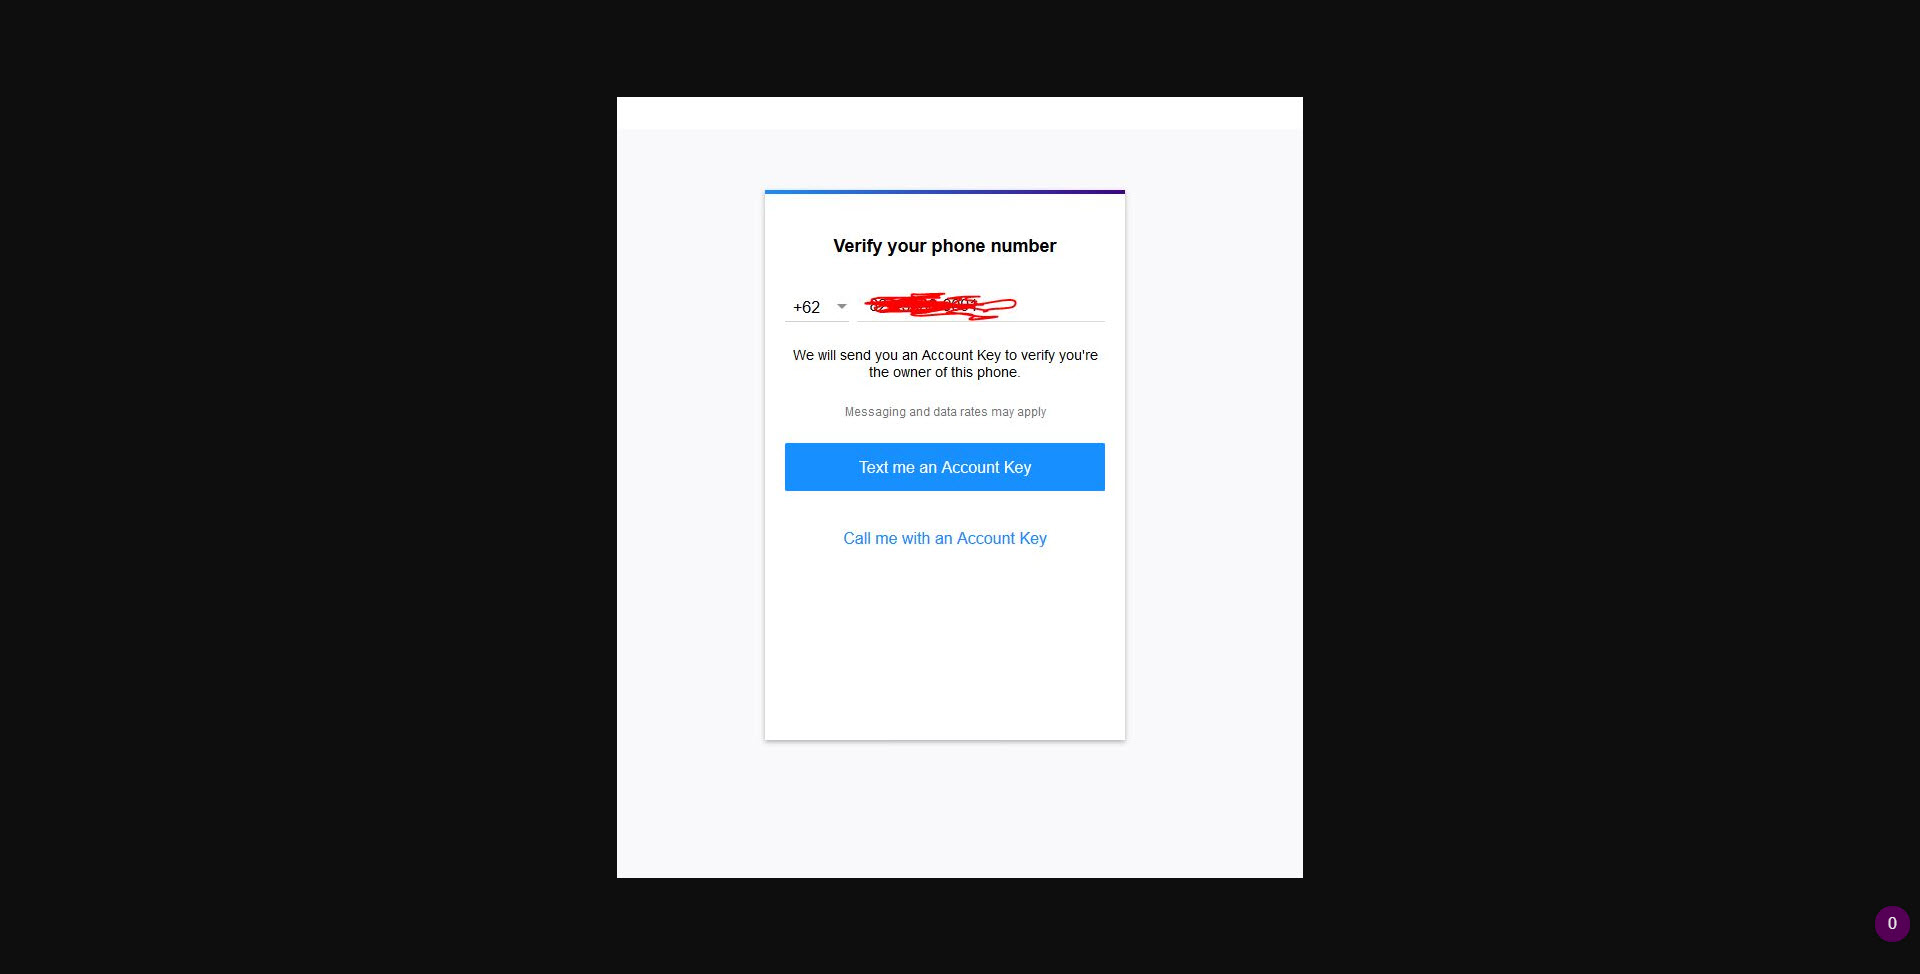 Verify your phone number
+62
We will send you an Account Key to verify you're
the owner of this phone.
Messaging and data rates may apply
Text me an Account Key
Call me with an Account Key
0